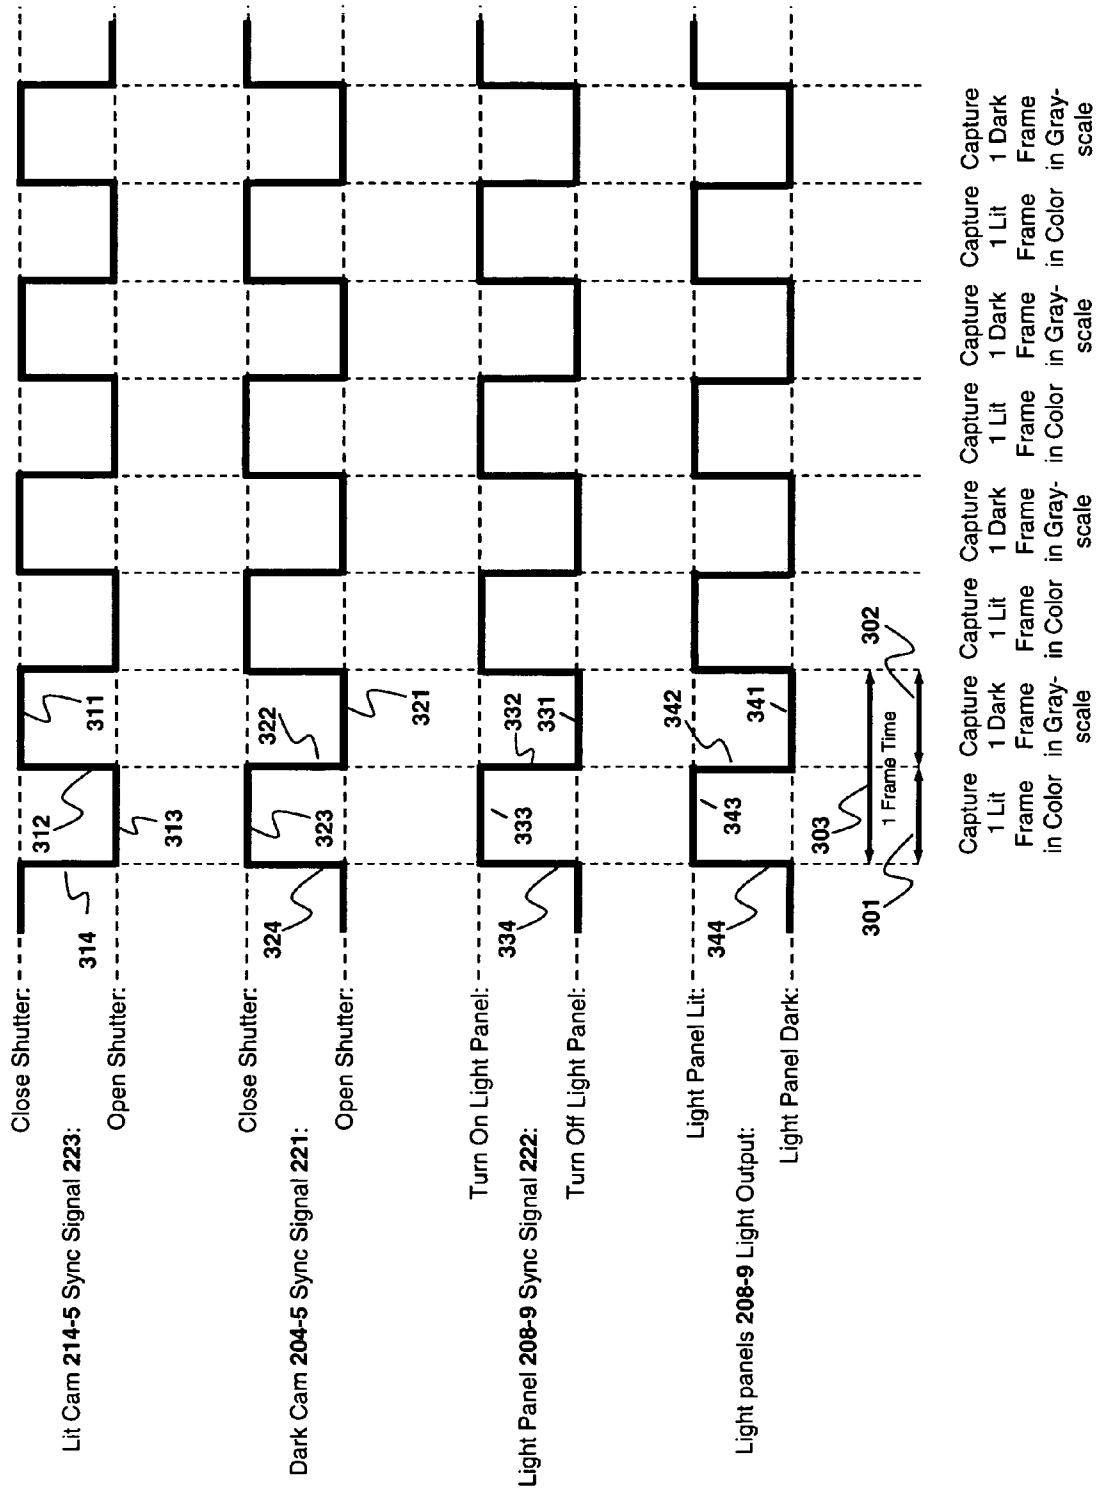 Close Shutter:
Lit Cam 214-5 Sync Signal 223:
Open Shutter:
314
312
313
311
Close Shutter:
Dark Cam 204-5 Sync Signal 221:
Open Shutter:
324
323
322
321
Turn On Light Panel:
Light Panel 208-9 Sync Signal 222:
Turn Off Light Panel:
334
333
332
331
Light Panel Lit:
Light panels 208-9 Light Output:
Light Panel Dark:
344
343
342
341
303
1 Frame Time
301
302
Capture
1 Lit
Frame
in Color
Capture
1 Dark
Frame
in Gray-
scale
Capture
1 Lit
Frame
in Color
Capture
1 Dark
Frame
in Gray-
scale
Capture
1 Lit
Frame
in Color
Capture
1 Dark
Frame
in Gray-
scale
Capture
1 Lit
Frame
in Color
Capture
1 Dark
Frame
in Gray-
scale